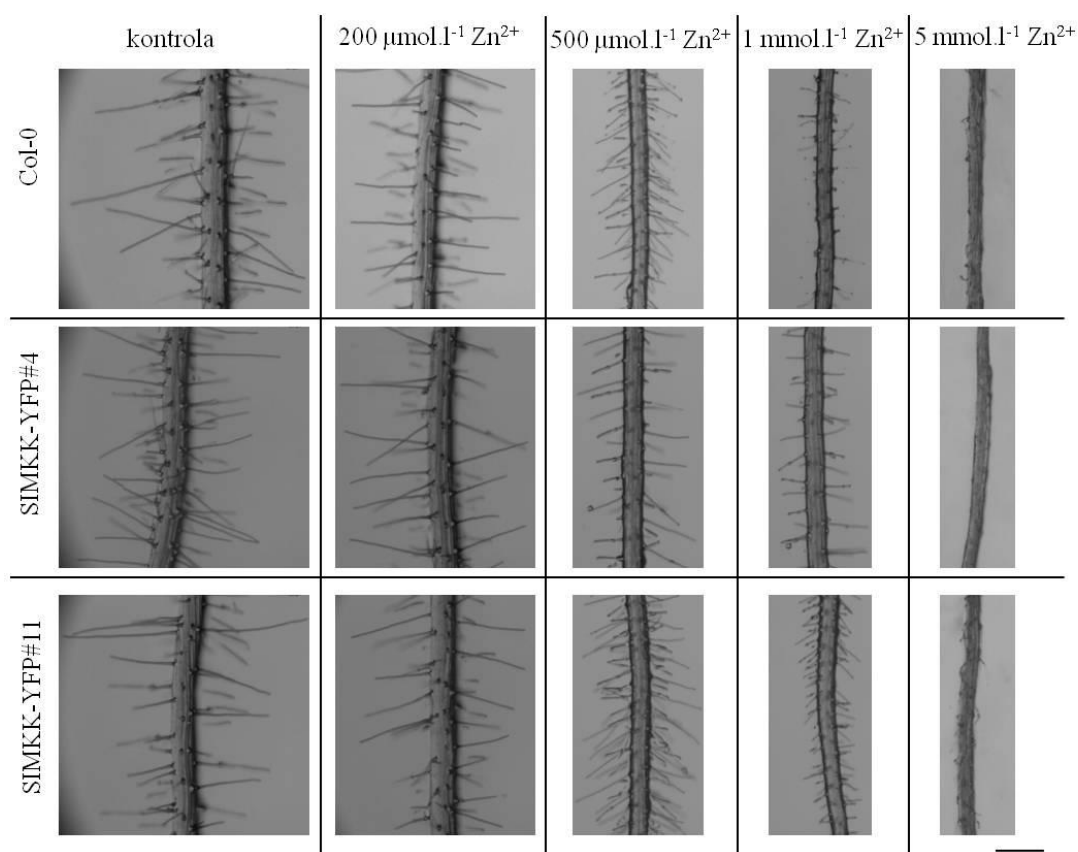 kontrola
200 μmol.l⁻¹ Zn²⁺
500 μmol.l⁻¹ Zn²⁺
1 mmol.l⁻¹ Zn²⁺
5 mmol.l⁻¹ Zn²⁺
Col-0
SIMKK-YFP#4
SIMKK-YFP#11